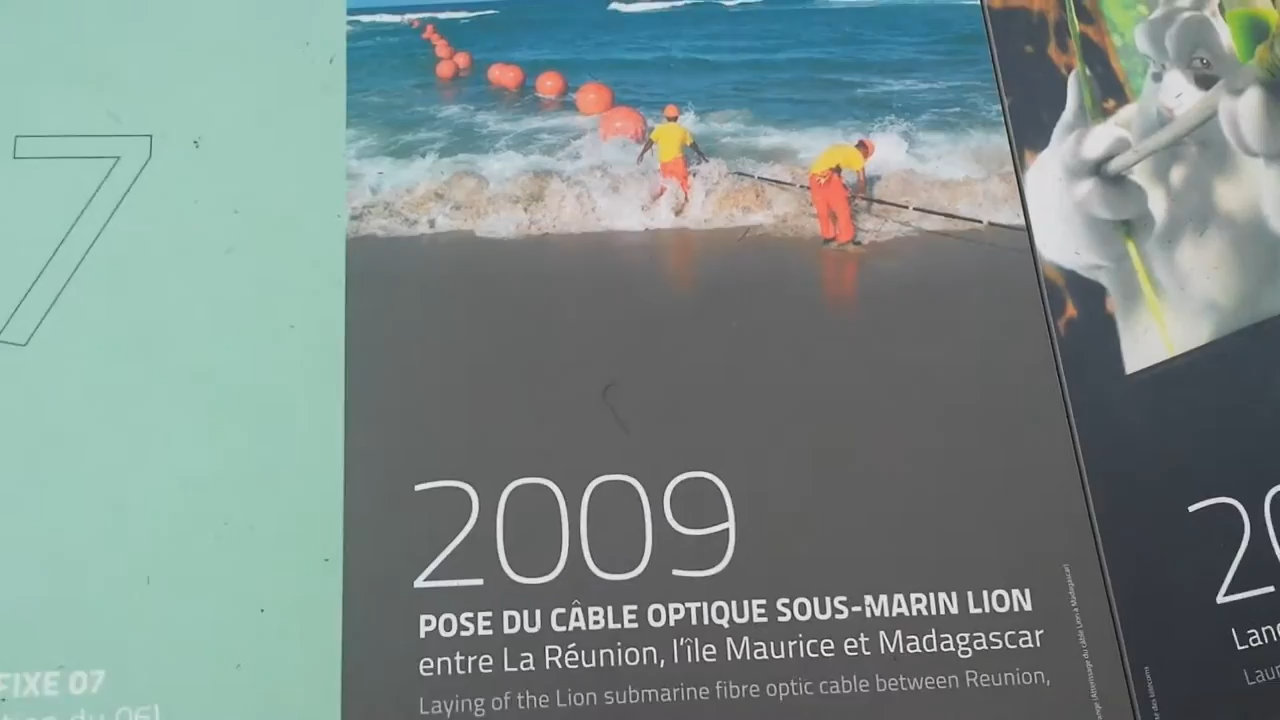 7
FIXE 07
2009
POSE DU CÂBLE OPTIQUE SOUS-MARIN LION
entre La Réunion, l'île Maurice et Madagascar
Laying of the Lion submarine fibre optic cable between Reunion,
20